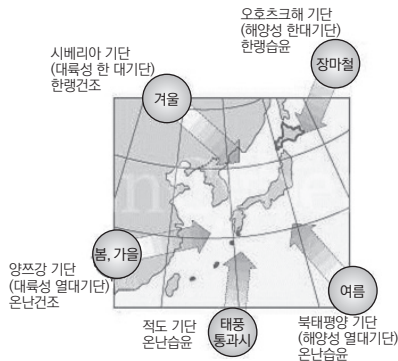 오호츠크해 기단
(해양성 한대기단)
한랭습윤
장마철
시베리아 기단
(대륙성 한 대기단)
한랭건조
겨울
봄, 가을
양쯔강 기단
(대륙성 열대기단)
온난건조
적도 기단
온난습윤
태풍
통과시
여름
북태평양 기단
(해양성 열대기단)
온난습윤